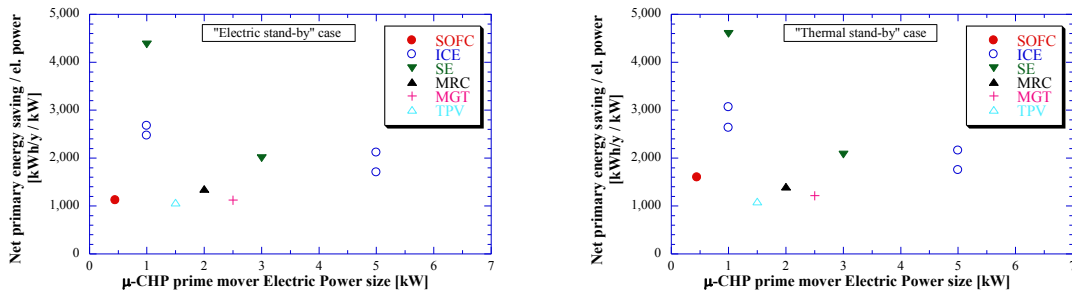 Net primary energy saving / el. power
[kWh/y / kW]
5,000
4,000
3,000
2,000
1,000
0
"Electric stand-by" case
SOFC
ICE
SE
MRC
MGT
TPV
0 1 2 3 4 5 6 7
μ-CHP prime mover Electric Power size [kW]
Net primary energy saving / el. power
[kWh/y / kW]
5,000
4,000
3,000
2,000
1,000
0
"Thermal stand-by" case
SOFC
ICE
SE
MRC
MGT
TPV
0 1 2 3 4 5 6 7
μ-CHP prime mover Electric Power size [kW]